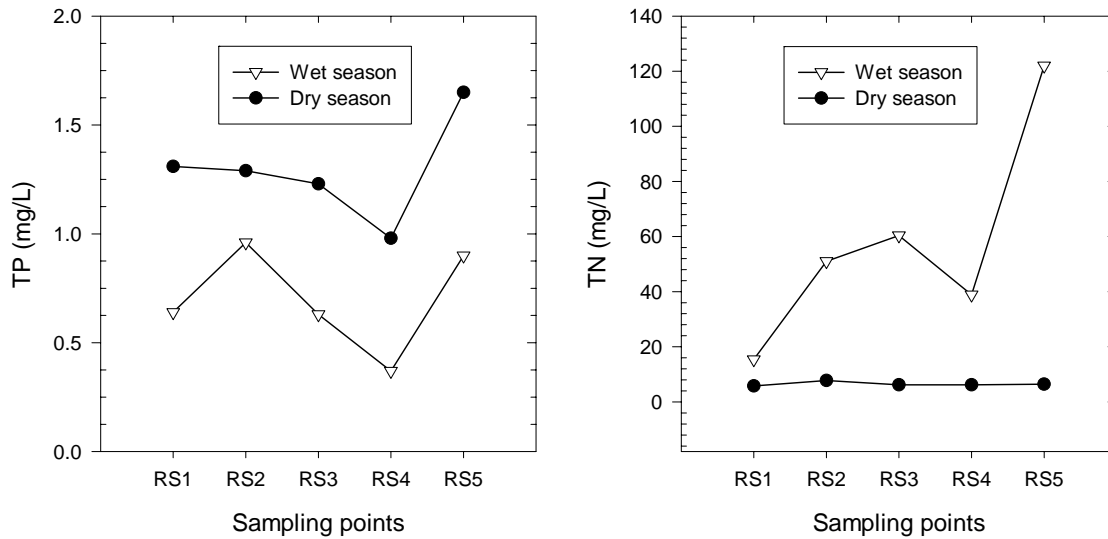 2.0
1.5
1.0
0.5
0.0
TP (mg/L)
Wet season
Dry season
RS1 RS2 RS3 RS4 RS5
Sampling points
140
120
100
80
60
40
20
0
TN (mg/L)
Wet season
Dry season
RS1 RS2 RS3 RS4 RS5
Sampling points